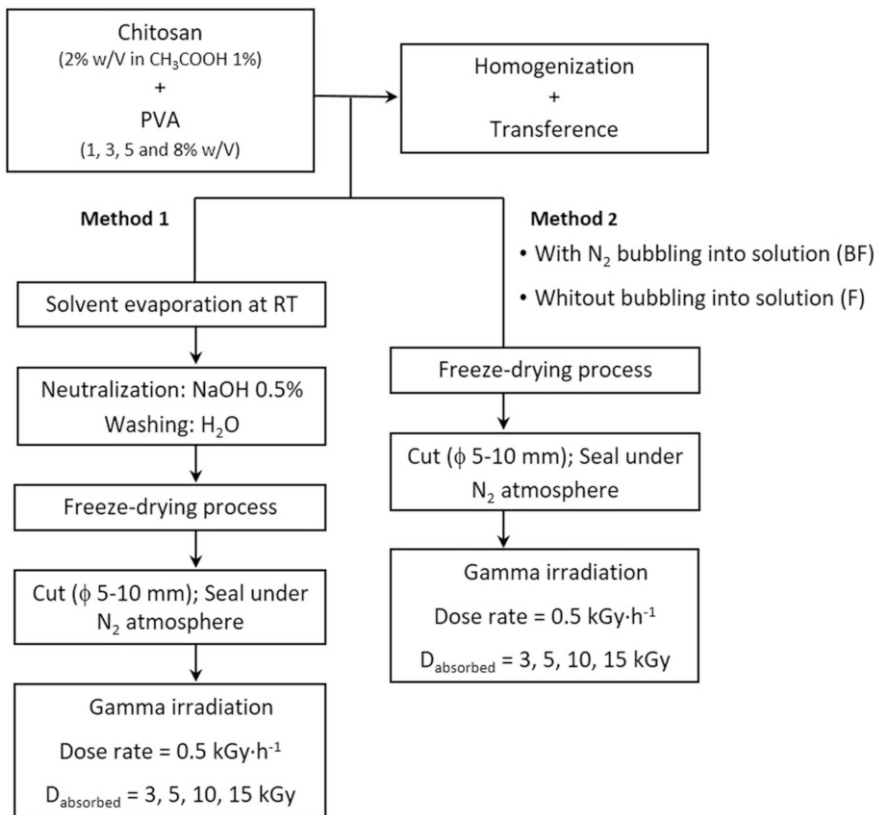 Chitosan
(2% w/V in CH₃COOH 1%)
+
PVA
(1, 3, 5 and 8% w/V)
Homogenization
+
Transference
Method 1
Solvent evaporation at RT
Neutralization: NaOH 0.5%
Washing: H₂O
Freeze-drying process
Cut (ϕ 5-10 mm); Seal under
N₂ atmosphere
Gamma irradiation
Dose rate = 0.5 kGy·h⁻¹
D_absorbed = 3, 5, 10, 15 kGy
Method 2
• With N₂ bubbling into solution (BF)
• Whitout bubbling into solution (F)
Freeze-drying process
Cut (ϕ 5-10 mm); Seal under
N₂ atmosphere
Gamma irradiation
Dose rate = 0.5 kGy·h⁻¹
D_absorbed = 3, 5, 10, 15 kGy